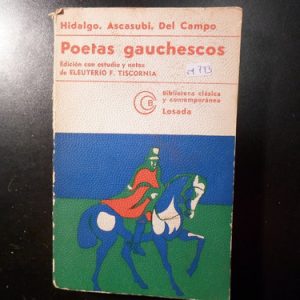 Hidalgo, Ascasubi, Del Campo
Poetas gauchescos
Edición con estudio y notas
de ELEUTERIO F. TISCORNIA
Biblioteca clásica
y contemporánea
Losada